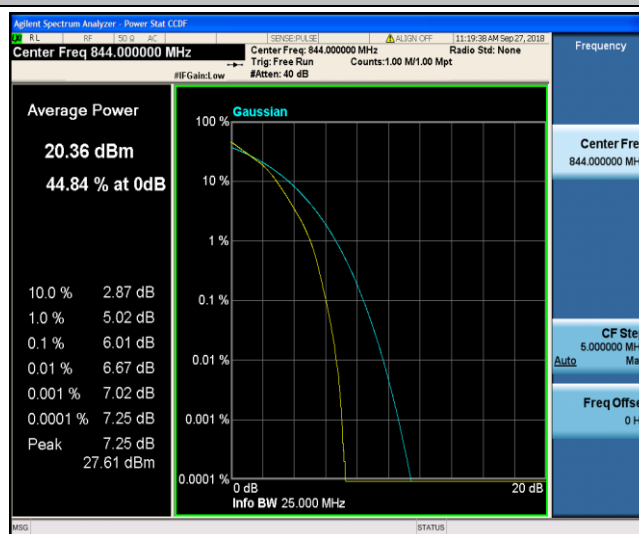 Agilent Spectrum Analyzer - Power Stat CCDF
RL RF 50 Ω AC SENSE:PULSE ALIGN OFF 11:19:38 AM Sep 27, 2018
Center Freq 844.000000 MHz
Center Freq: 844.000000 MHz Radio Std: None
Trig: Free Run Counts:1.00 M/1.00 Mpt
#IFGain:Low #Atten: 40 dB
Frequency
Average Power
20.36 dBm
44.84 % at 0dB
10.0 % 2.87 dB
1.0 % 5.02 dB
0.1 % 6.01 dB
0.01 % 6.67 dB
0.001 % 7.02 dB
0.0001 % 7.25 dB
Peak 7.25 dB
27.61 dBm
Gaussian
100 %
10 %
1 %
0.1 %
0.01 %
0.001 %
0.0001 %
0 dB 20 dB
Info BW 25.000 MHz
Center Fre
844.000000 MH
CF Ste
5.000000 MH
Auto Ma
Freq Offse
0 H
MSG STATUS